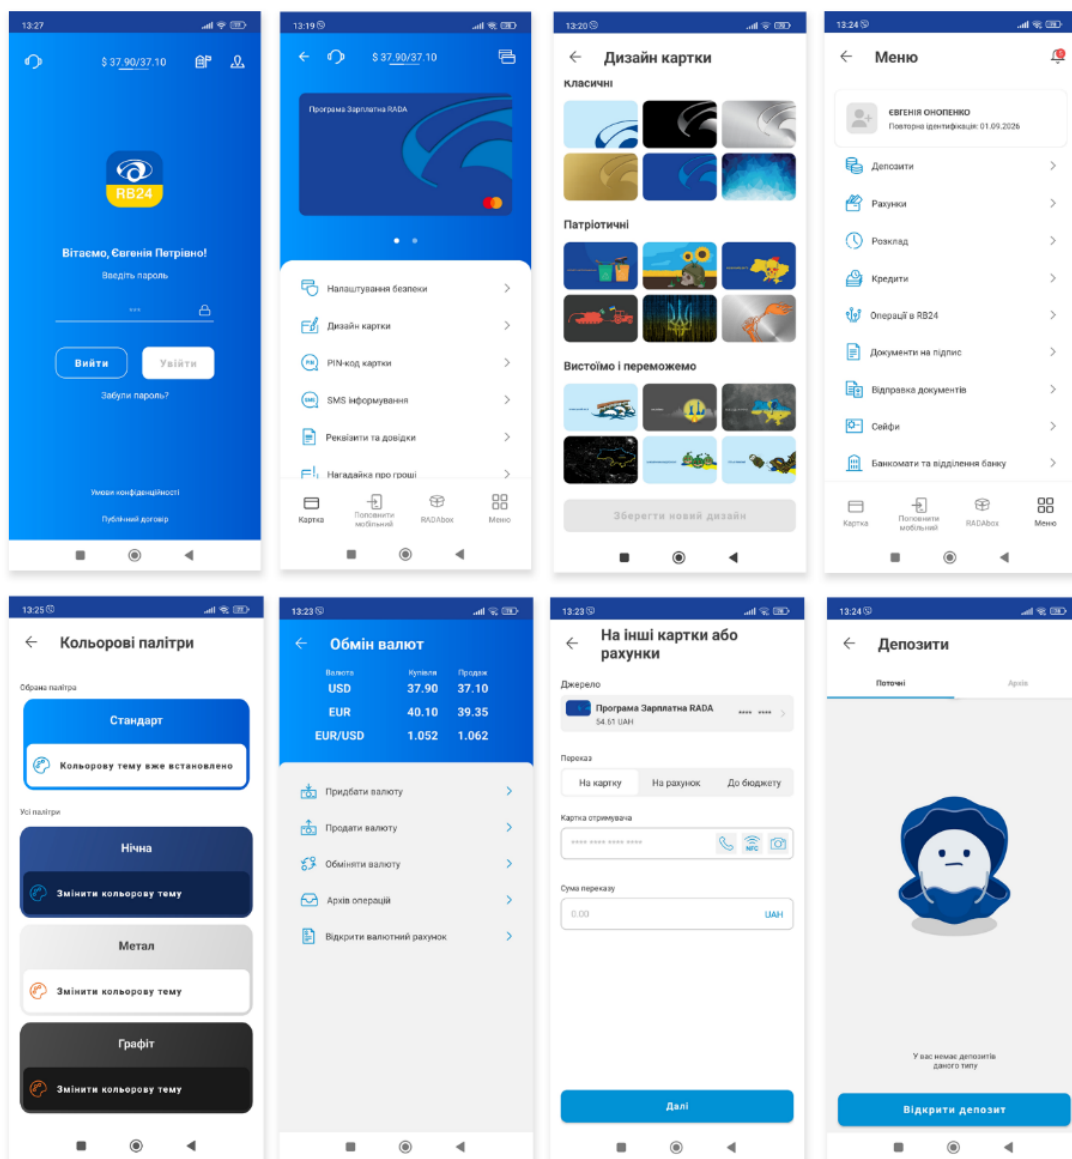 13:27
$ 37.90/37.10
RB24
Вітаємо, Євгенія Петрівно!
Введіть пароль
***
Вийти
Увійти
Забули пароль?
Умови конфіденційності
Публічний договір
13:19
$ 37.90/37.10
Програма Зарплатна RADA
Налаштування безпеки
Дизайн картки
PIN
PIN-код картки
SMS
SMS інформування
Реквізити та довідки
Нагадайка про гроші
Картка
Поповнити мобільний
RADAbox
Меню
13:20
Дизайн картки
Класичні
Патріотичні
Вистоїмо і переможемо
Зберегти новий дизайн
13:24
Меню
ЄВГЕНІЯ ОНОПЕНКО
Повторна ідентифікація: 01.09.2026
Депозити
Рахунки
Розклад
Кредити
Операції в RB24
Документи на підпис
Відправка документів
Сейфи
Банкомати та відділення банку
Картка
Поповнити мобільний
RADAbox
Меню
13:25
Кольорові палітри
Обрана палітра
Стандарт
Кольорову тему вже встановлено
Усі палітри
Нічна
Змінити кольорову тему
Метал
Змінити кольорову тему
Графіт
Змінити кольорову тему
13:23
Обмін валют
Валюта Купівля Продаж
USD 37.90 37.10
EUR 40.10 39.35
EUR/USD 1.052 1.062
Придбати валюту
Продати валюту
Обміняти валюту
Архів операцій
Відкрити валютний рахунок
13:23
На інші картки або
рахунки
Джерело
Програма Зарплатна RADA **** ****
54.61 UAH
Переказ
На картку На рахунок До бюджету
Картка отримувача
**** **** **** ****
NFC
Сума переказу
0.00 UAH
Далі
13:24
Депозити
Поточні Архів
У вас немає депозитів
даного типу
Відкрити депозит